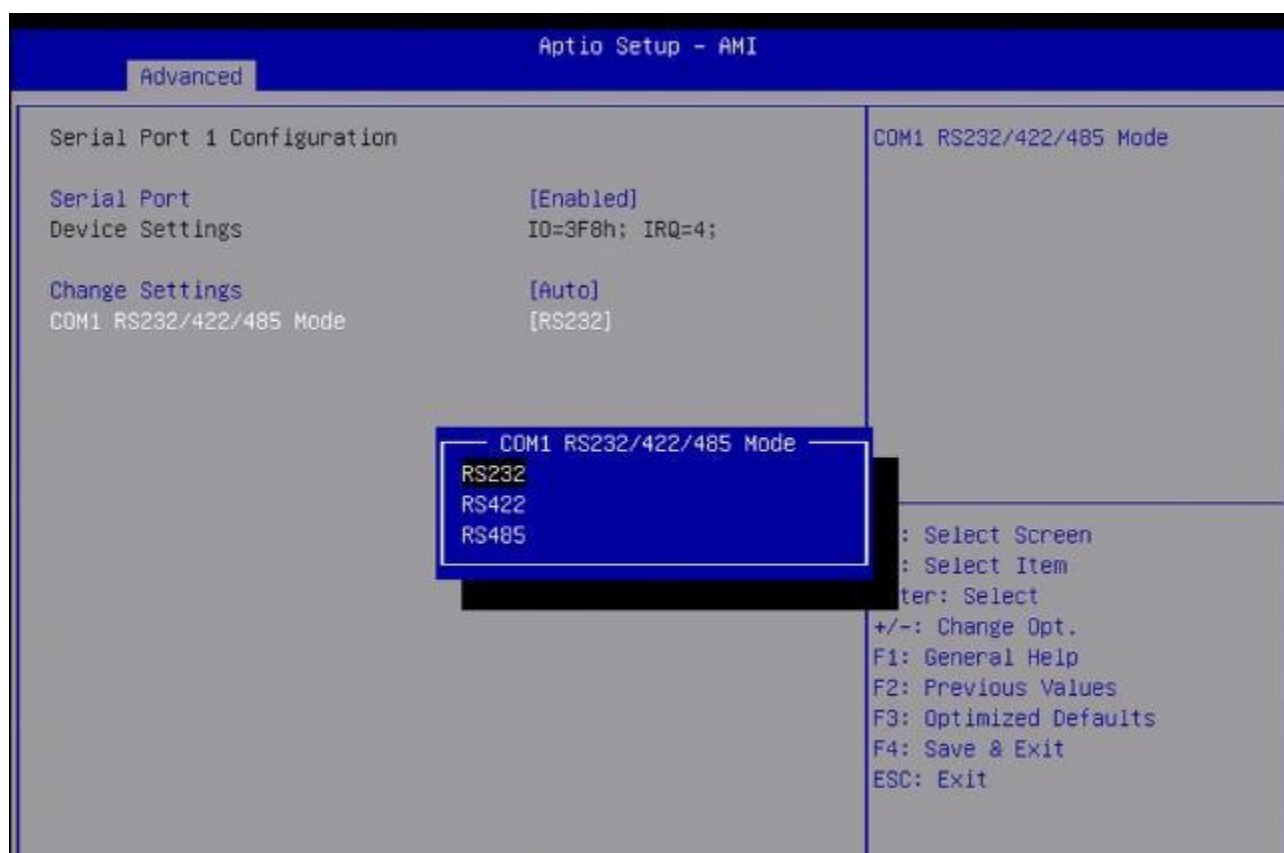 Aptio Setup – AMI
Advanced
Serial Port 1 Configuration
Serial Port [Enabled]
Device Settings IO=3F8h; IRQ=4;
Change Settings [Auto]
COM1 RS232/422/485 Mode [RS232]
COM1 RS232/422/485 Mode
COM1 RS232/422/485 Mode
RS232
RS422
RS485
: Select Screen
: Select Item
ter: Select
+/-: Change Opt.
F1: General Help
F2: Previous Values
F3: Optimized Defaults
F4: Save & Exit
ESC: Exit